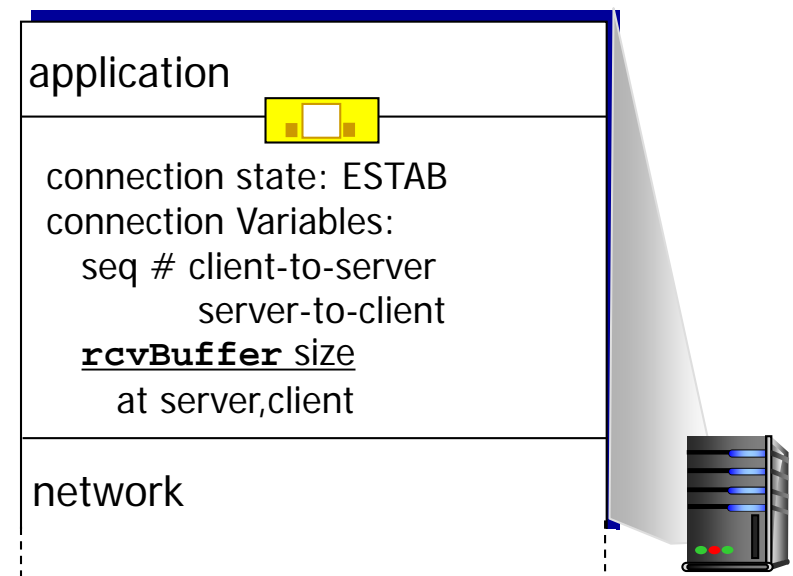 application
connection state: ESTAB
connection Variables:
seq # client-to-server
server-to-client
rcvBuffer size
at server,client
network